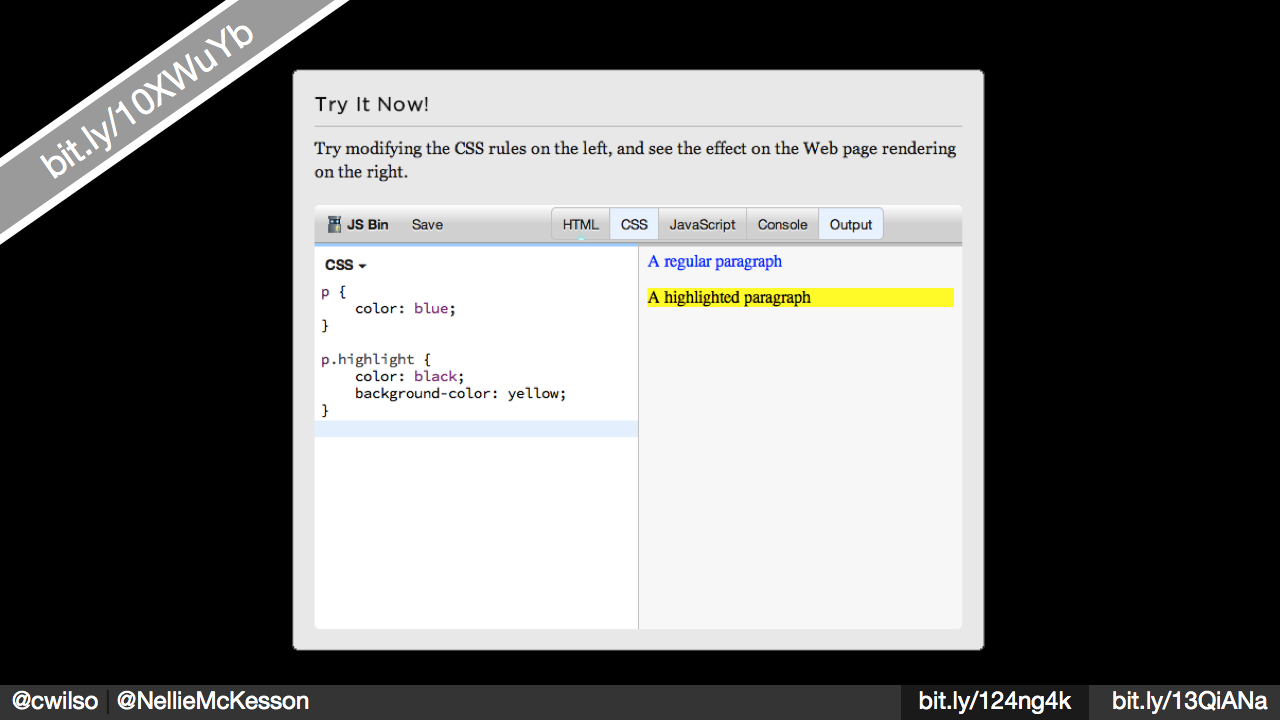 bit.ly/10XWuYb
Try It Now!
Try modifying the CSS rules on the left, and see the effect on the Web page rendering
on the right.
JS Bin Save HTML CSS JavaScript Console Output
CSS
p {
    color: blue;
}
p.highlight {
    color: black;
    background-color: yellow;
}
A regular paragraph
A highlighted paragraph
@cwilso @NellieMcKesson bit.ly/124ng4k bit.ly/13QiANa